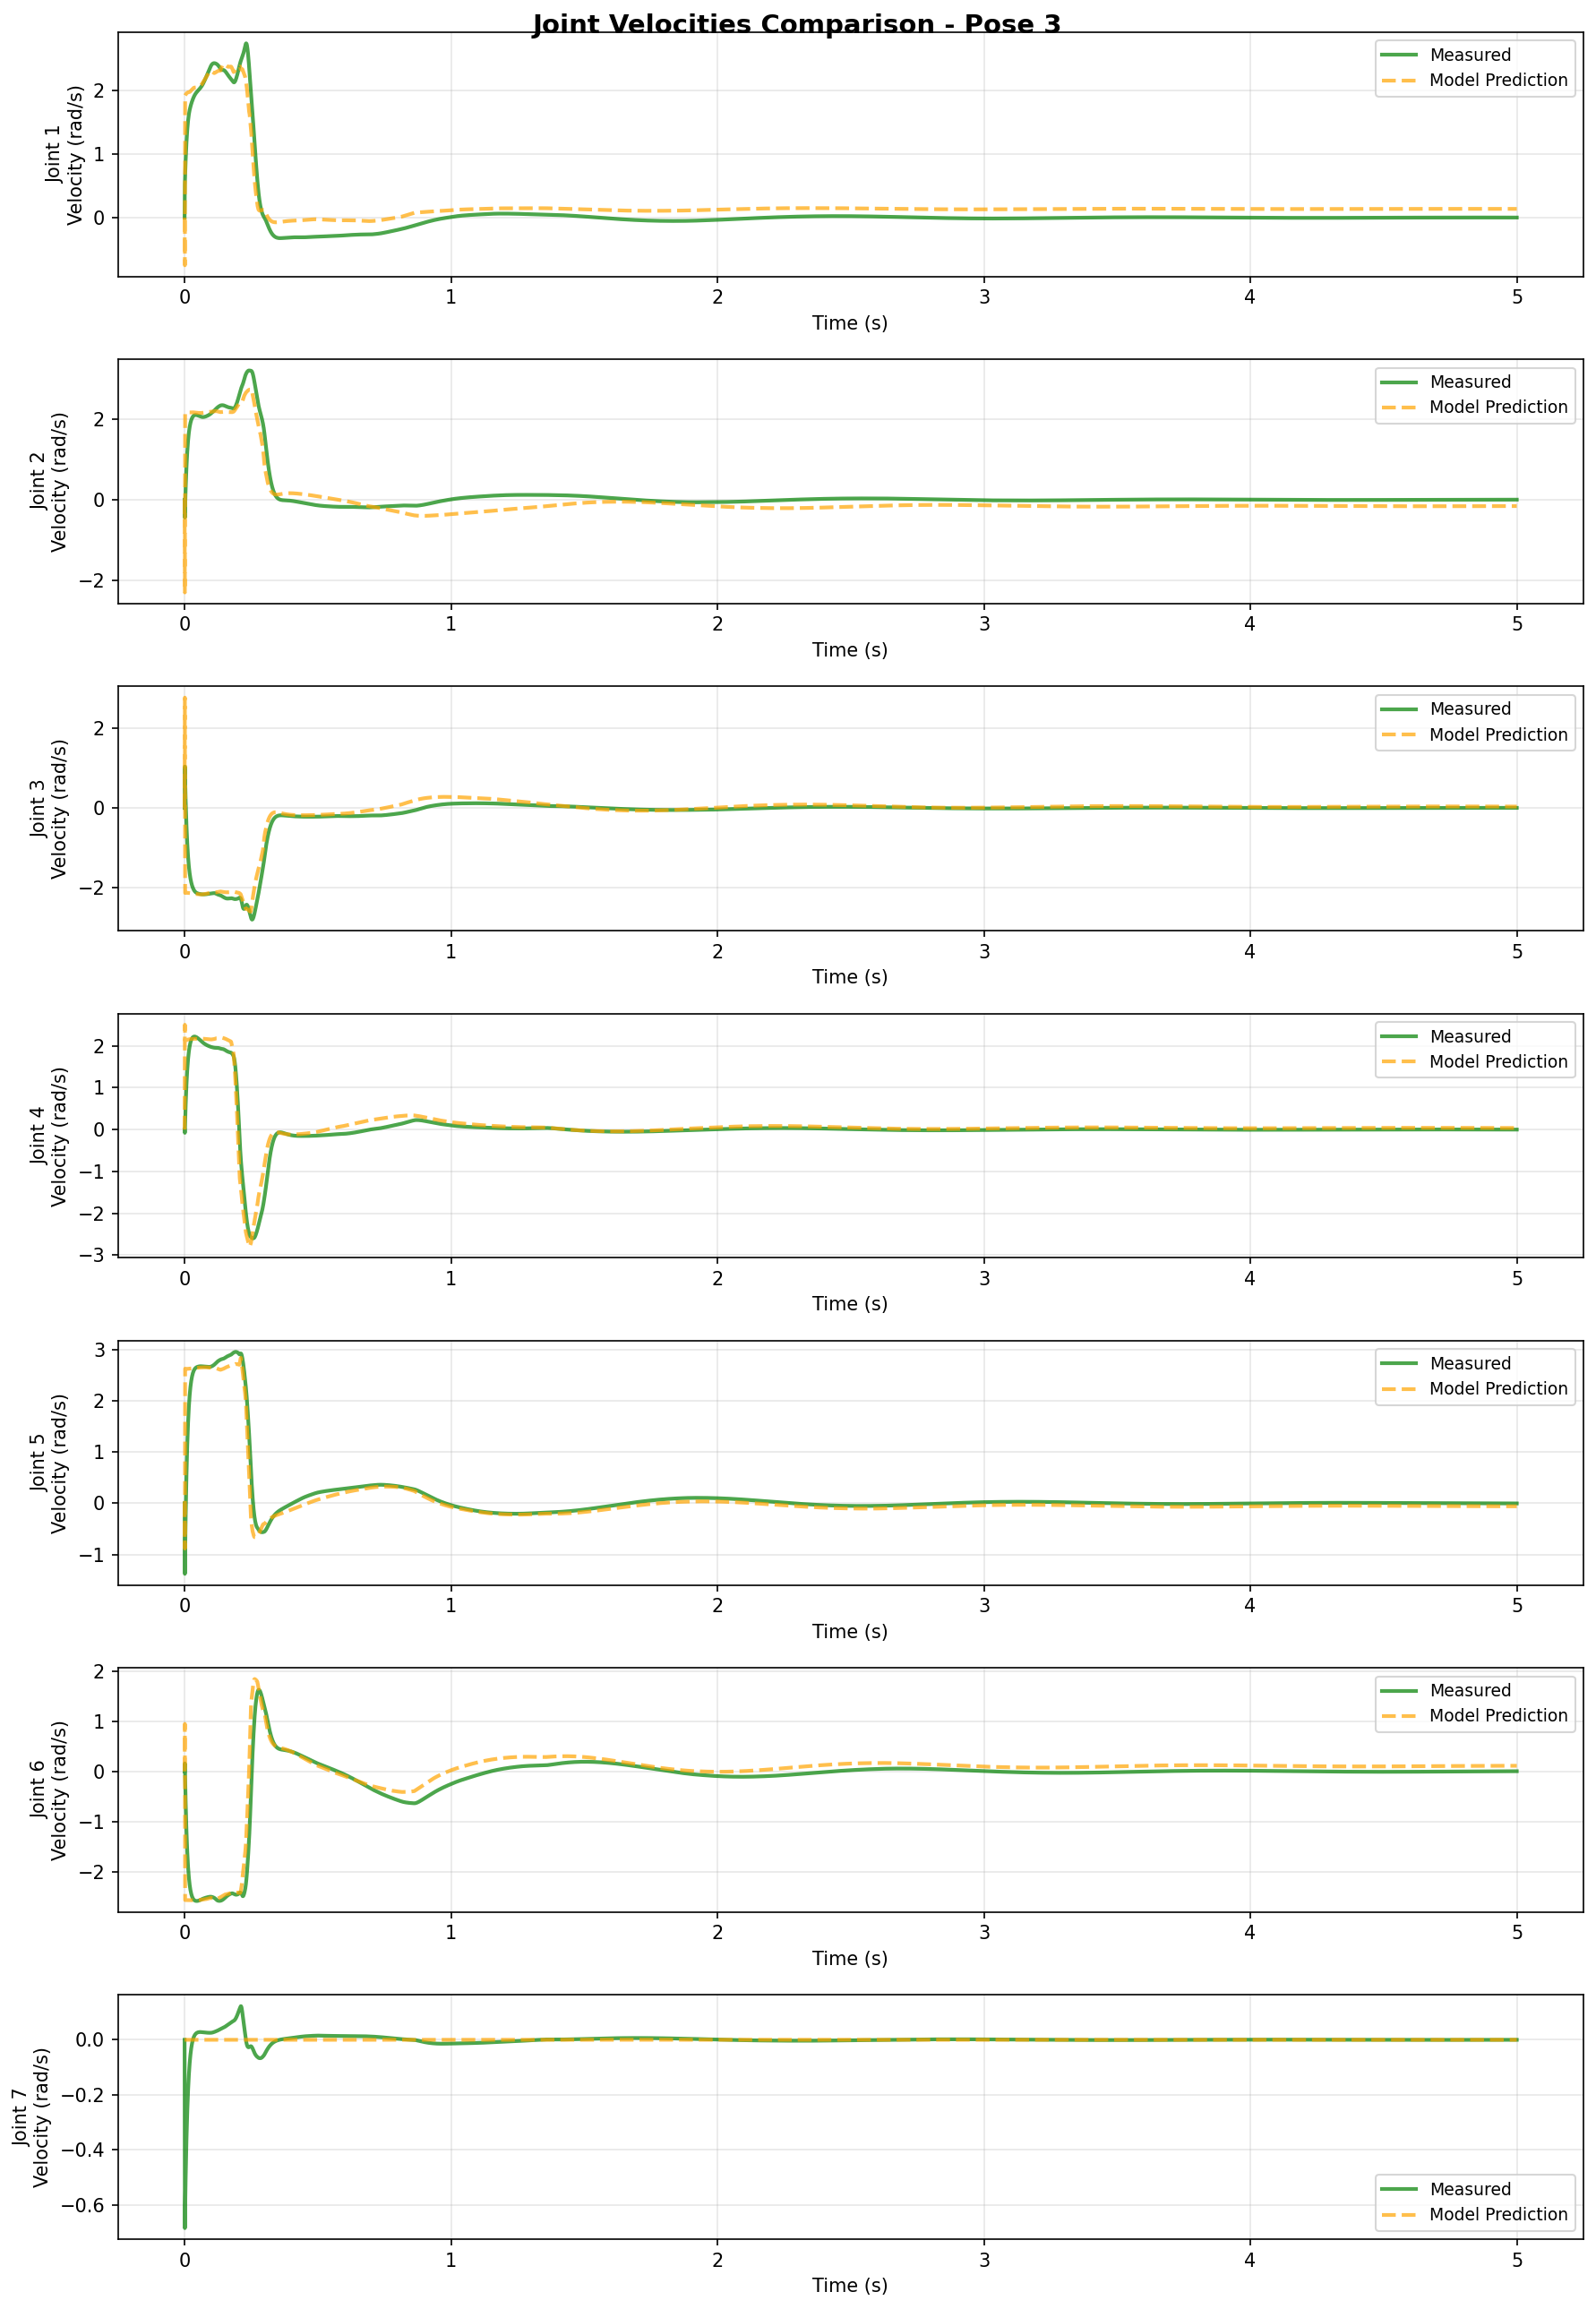 Joint Velocities Comparison - Pose 3
Joint 1
Velocity (rad/s)
2
1
0
Measured
Model Prediction
0 1 2 3 4 5
Time (s)
Joint 2
Velocity (rad/s)
2
0
−2
Measured
Model Prediction
0 1 2 3 4 5
Time (s)
Joint 3
Velocity (rad/s)
2
0
−2
Measured
Model Prediction
0 1 2 3 4 5
Time (s)
Joint 4
Velocity (rad/s)
2
1
0
−1
−2
−3
Measured
Model Prediction
0 1 2 3 4 5
Time (s)
Joint 5
Velocity (rad/s)
3
2
1
0
−1
Measured
Model Prediction
0 1 2 3 4 5
Time (s)
Joint 6
Velocity (rad/s)
2
1
0
−1
−2
Measured
Model Prediction
0 1 2 3 4 5
Time (s)
Joint 7
Velocity (rad/s)
0.0
−0.2
−0.4
−0.6
Measured
Model Prediction
0 1 2 3 4 5
Time (s)